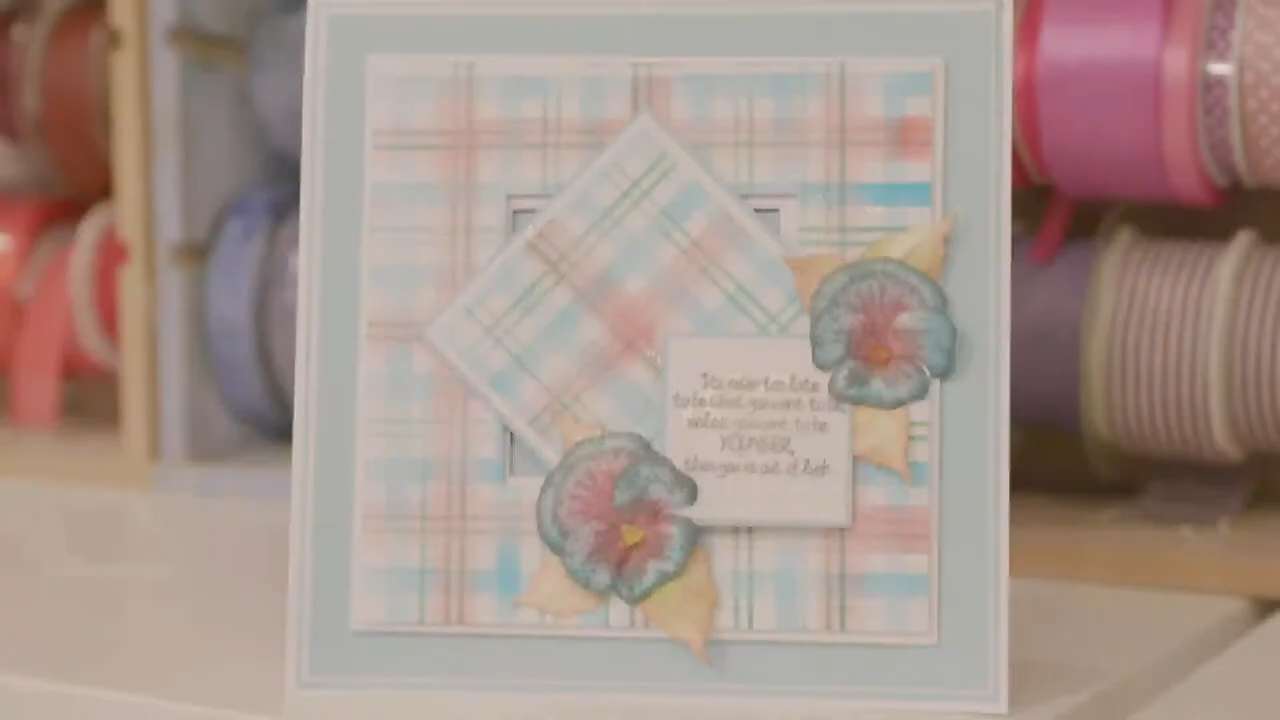 It's never too late
to be what you want to be
unless you want to be
YOUNGER,
then you're out of luck